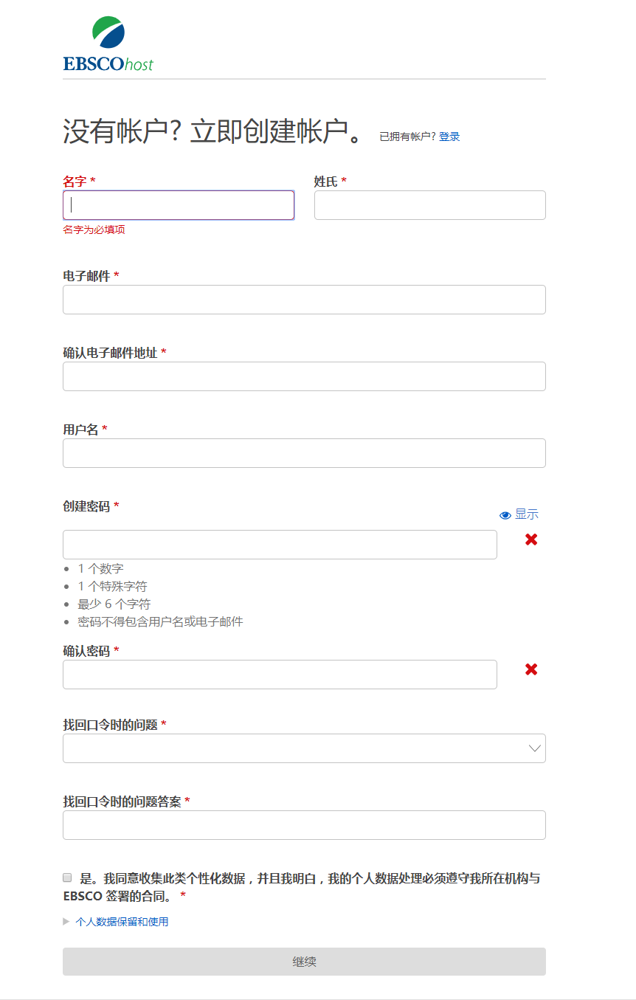 EBSCOhost
没有帐户? 立即创建帐户。 已拥有帐户? 登录
名字 * 姓氏 *
名字为必填项
电子邮件 *
确认电子邮件地址 *
用户名 *
创建密码 *
显示
1 个数字
1 个特殊字符
最少 6 个字符
密码不得包含用户名或电子邮件
确认密码 *
找回口令时的问题 *
找回口令时的问题答案 *
是。我同意收集此类个性化数据，并且我明白，我的个人数据处理必须遵守我所在机构与
EBSCO 签署的合同。 *
个人数据保留和使用
继续